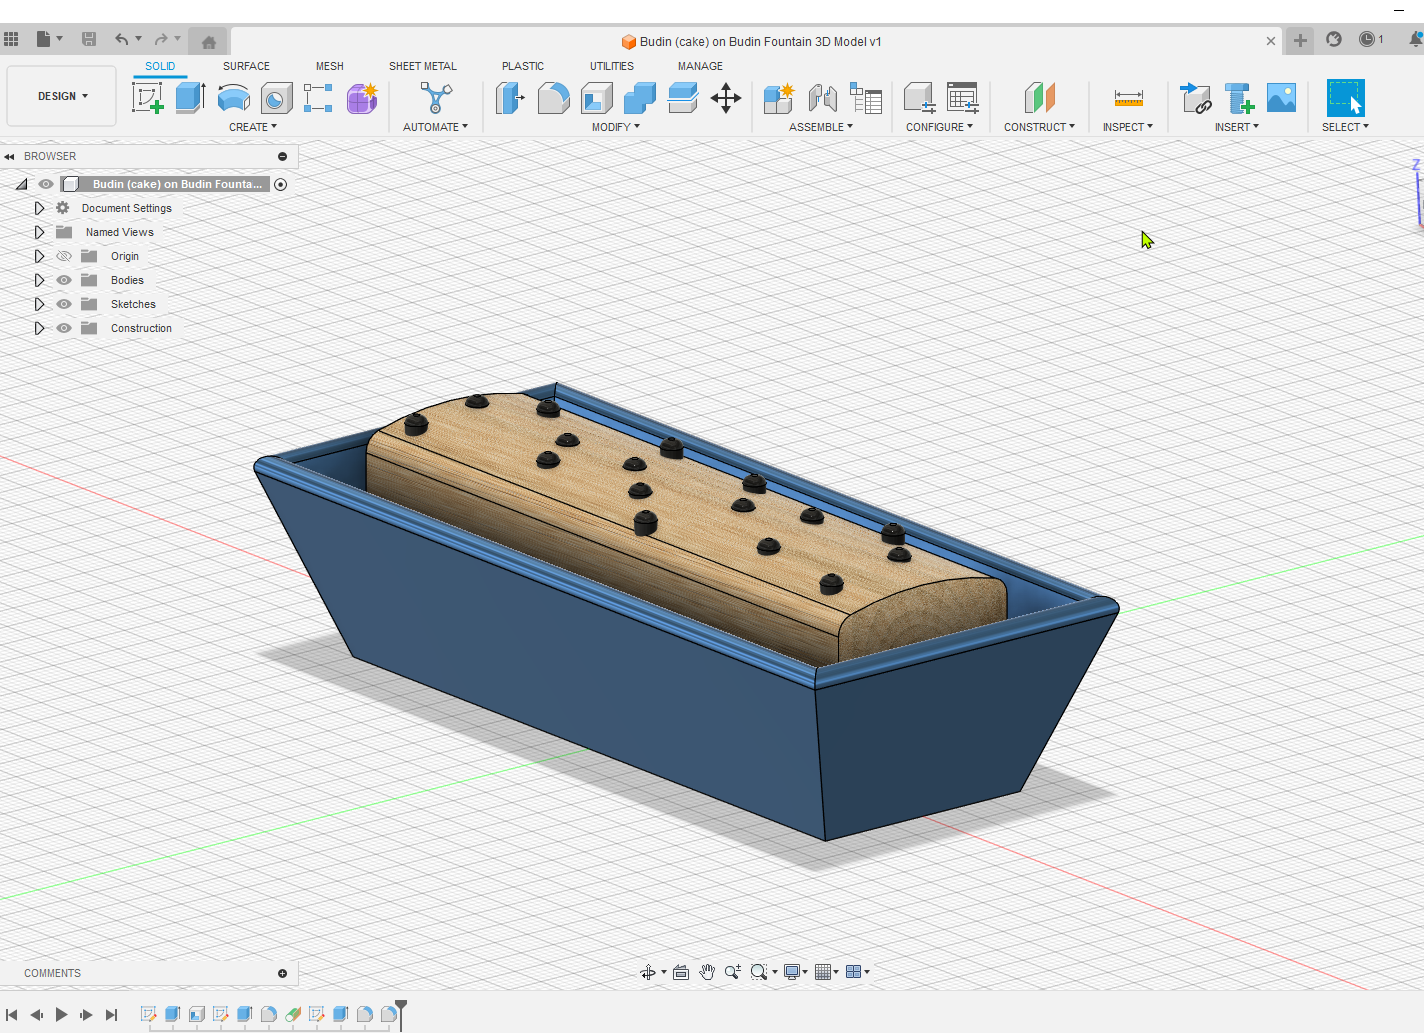 Budin (cake) on Budin Fountain 3D Model v1
1
SOLID SURFACE MESH SHEET METAL PLASTIC UTILITIES MANAGE
DESIGN
CREATE AUTOMATE MODIFY ASSEMBLE CONFIGURE CONSTRUCT INSPECT INSERT SELECT
BROWSER
Z
Budin (cake) on Budin Founta...
Document Settings
Named Views
Origin
Bodies
Sketches
Construction
COMMENTS